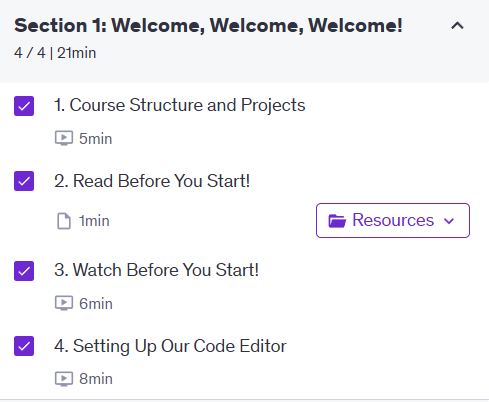 Section 1: Welcome, Welcome, Welcome!
4 / 4 | 21min
1. Course Structure and Projects
5min
2. Read Before You Start!
1min
Resources
3. Watch Before You Start!
6min
4. Setting Up Our Code Editor
8min